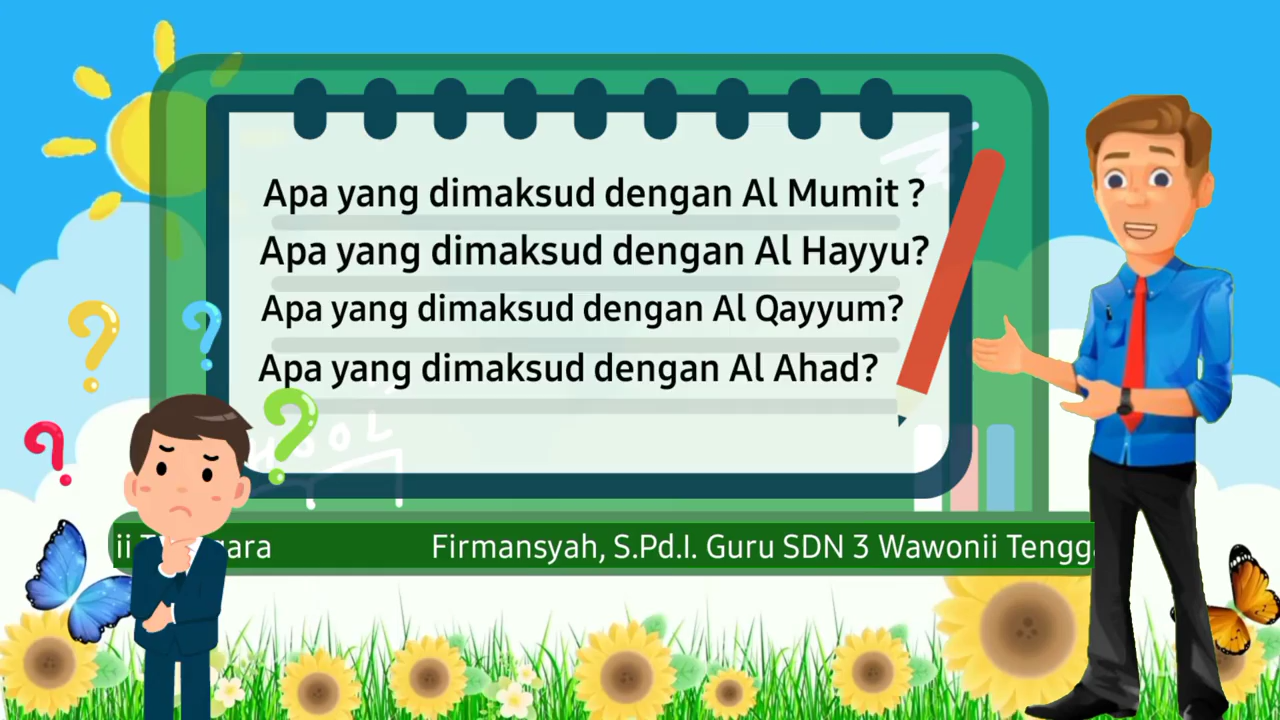 Apa yang dimaksud dengan Al Mumit ?
Apa yang dimaksud dengan Al Hayyu?
Apa yang dimaksud dengan Al Qayyum?
Apa yang dimaksud dengan Al Ahad?
Firmansyah, S.Pd.I. Guru SDN 3 Wawonii